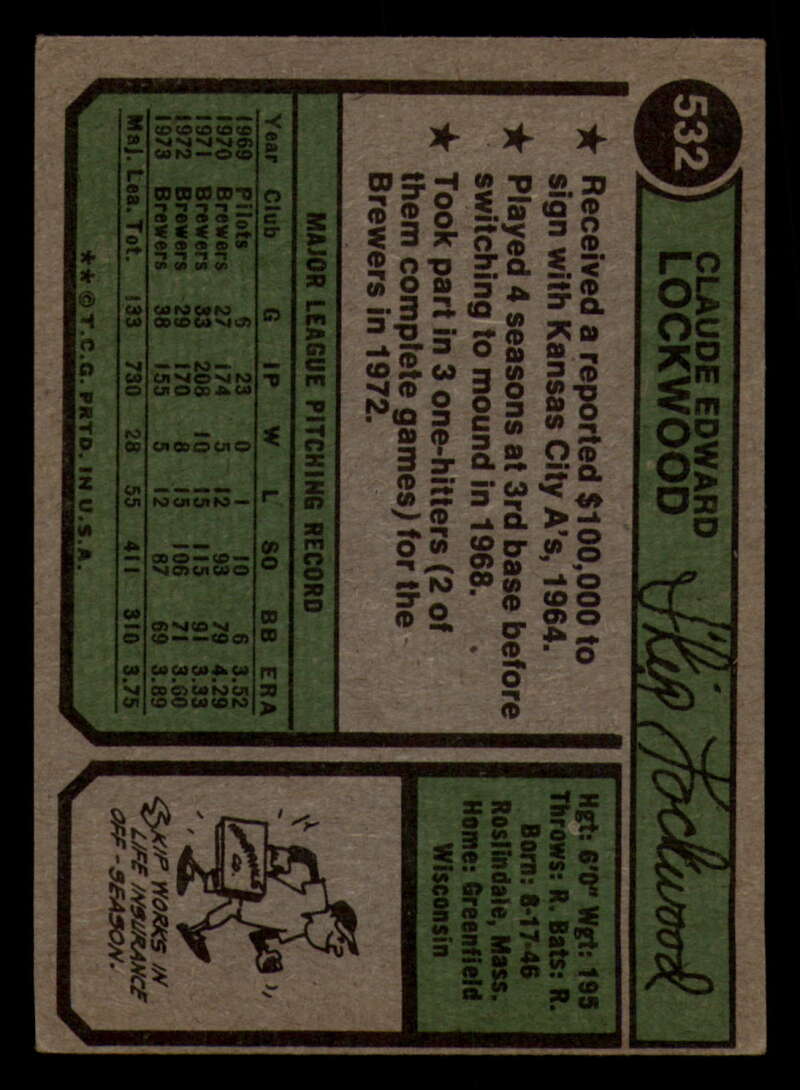 532
CLAUDE EDWARD
LOCKWOOD
Skip Lockwood
★ Received a reported $100,000 to
sign with Kansas City A's, 1964.
★ Played 4 seasons at 3rd base before
switching to mound in 1968.
★ Took part in 3 one-hitters (2 of
them complete games) for the
Brewers in 1972.
MAJOR LEAGUE PITCHING RECORD
Year Club G IP W L SO BB ERA
1969 Pilots 6 23 0 1 10 6 3.52
1970 Brewers 27 174 5 12 93 79 4.29
1971 Brewers 33 208 10 15 115 91 3.33
1972 Brewers 29 170 8 15 106 71 3.60
1973 Brewers 38 155 5 12 87 69 3.89
Maj. Lea. Tot. 133 730 28 55 411 310 3.75
**©T.C.G. PRTD. IN U.S.A.
Hgt: 6'0" Wgt: 195
Throws: R. Bats: R.
Born: 8-17-46
Roslindale, Mass.
Home: Greenfield
Wisconsin
SKIP WORKS IN
LIFE INSURANCE
OFF-SEASON.